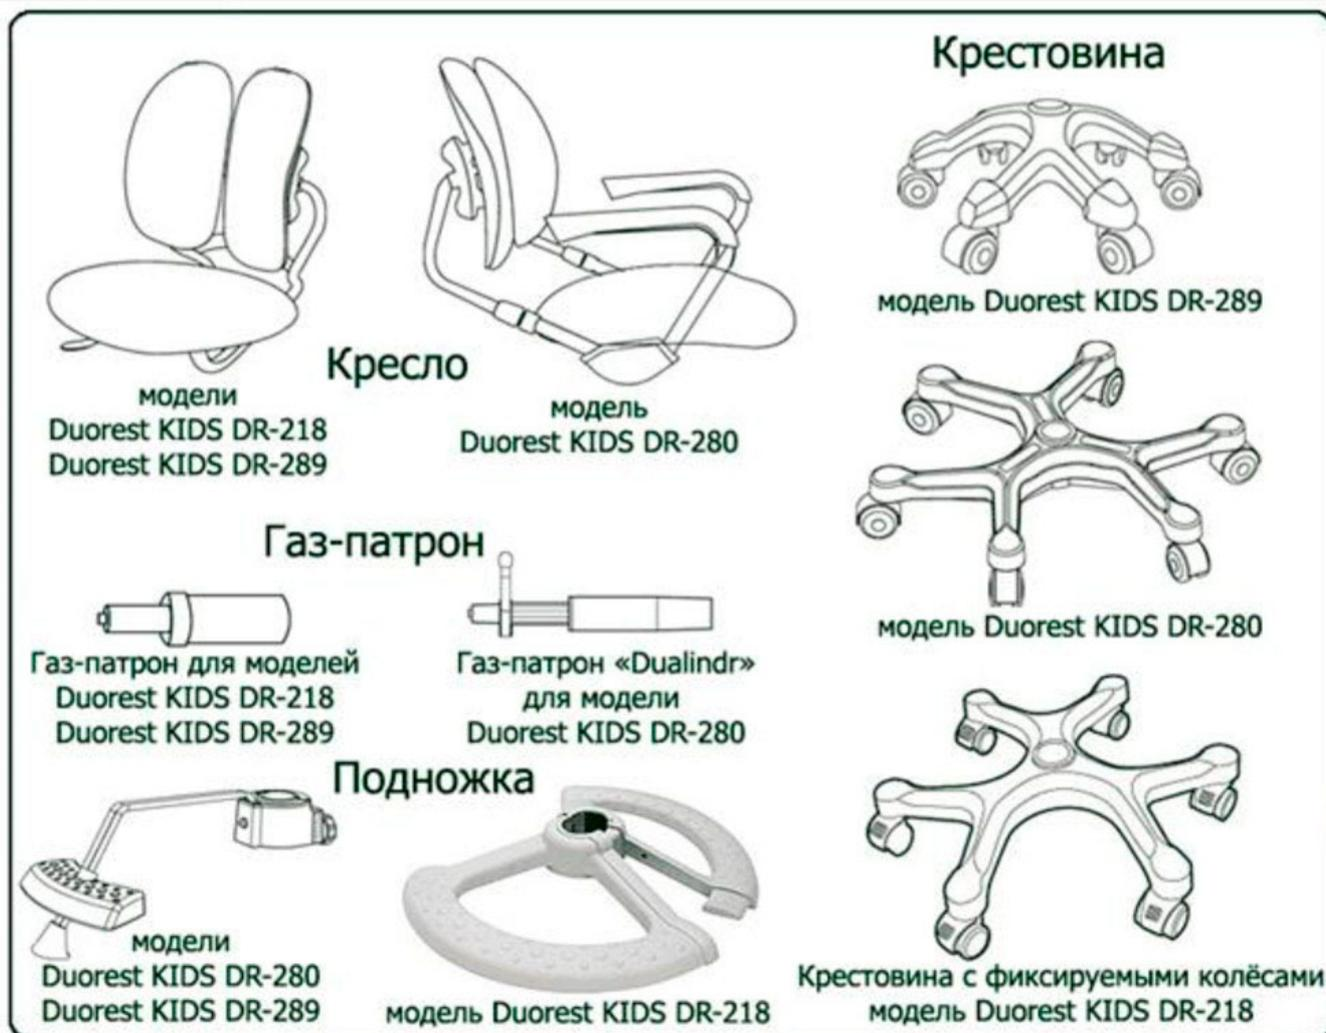 Крестовина
модель Duorest KIDS DR-289
Кресло
модели
Duorest KIDS DR-218
Duorest KIDS DR-289
модель
Duorest KIDS DR-280
модель Duorest KIDS DR-280
Газ-патрон
Газ-патрон для моделей
Duorest KIDS DR-218
Duorest KIDS DR-289
Газ-патрон «Dualindr»
для модели
Duorest KIDS DR-280
Подножка
модели
Duorest KIDS DR-280
Duorest KIDS DR-289
модель Duorest KIDS DR-218
Крестовина с фиксируемыми колёсами
модель Duorest KIDS DR-218